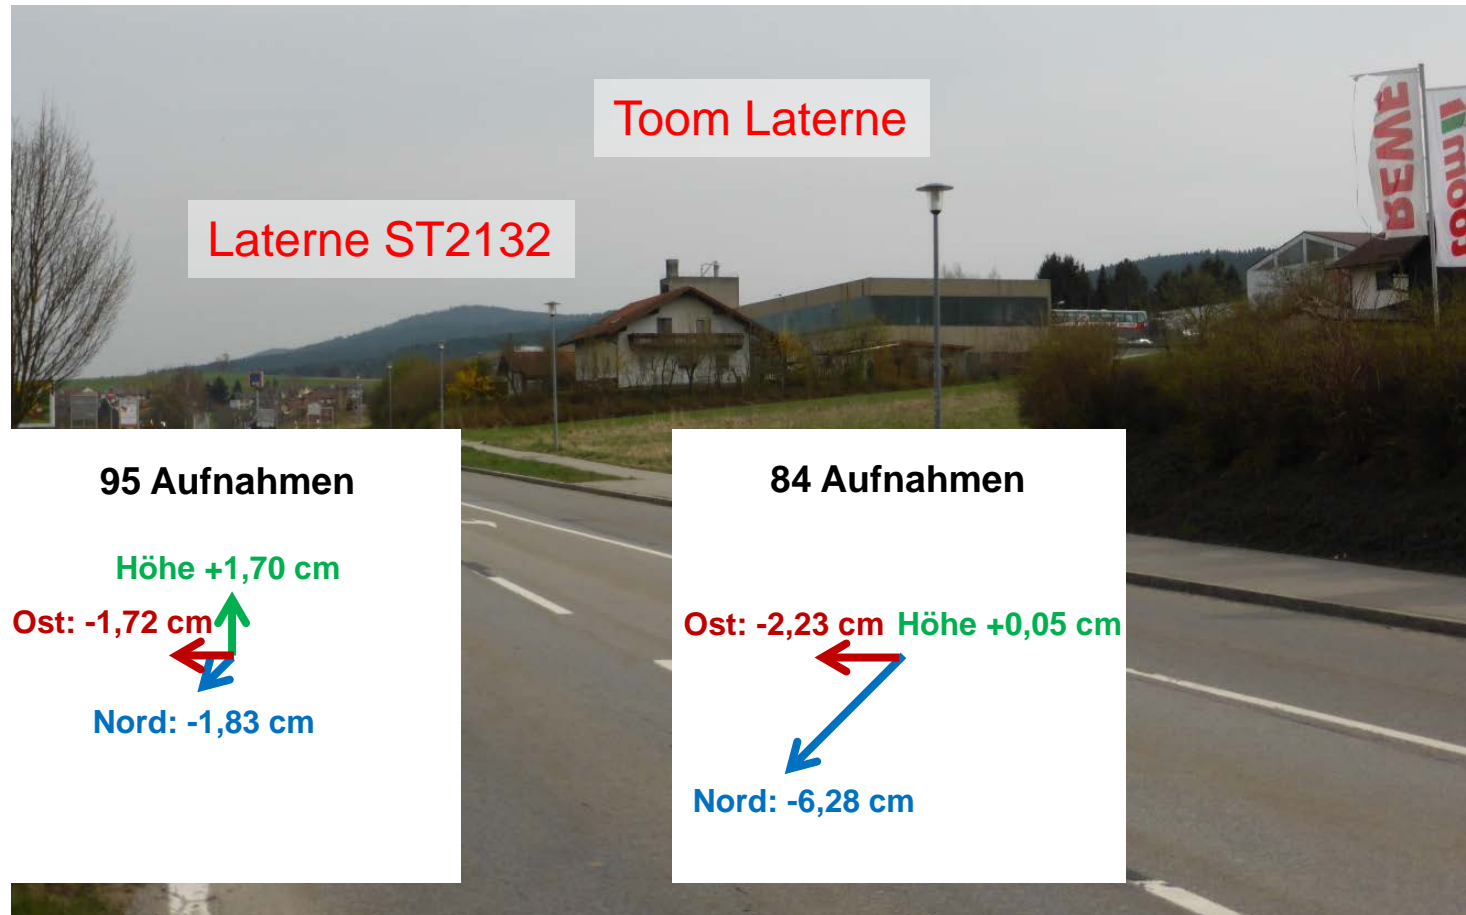 Toom Laterne
Laterne ST2132
REWE
toom
95 Aufnahmen
Höhe +1,70 cm
Ost: -1,72 cm
Nord: -1,83 cm
84 Aufnahmen
Ost: -2,23 cm Höhe +0,05 cm
Nord: -6,28 cm